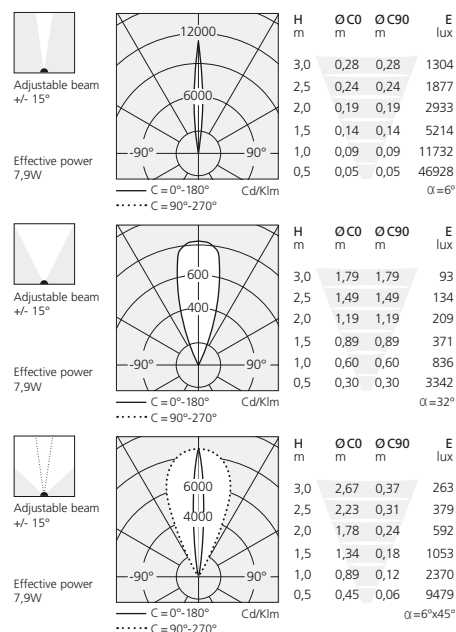 12000
6000
-90° 90°
Adjustable beam
+/- 15°
Effective power
7,9W
C = 0°-180° Cd/Klm
C = 90°-270°
H ØC0 ØC90 E
m m m lux
3,0 0,28 0,28 1304
2,5 0,24 0,24 1877
2,0 0,19 0,19 2933
1,5 0,14 0,14 5214
1,0 0,09 0,09 11732
0,5 0,05 0,05 46928
α=6°
600
400
-90° 90°
Adjustable beam
+/- 15°
Effective power
7,9W
C = 0°-180° Cd/Klm
C = 90°-270°
H ØC0 ØC90 E
m m m lux
3,0 1,79 1,79 93
2,5 1,49 1,49 134
2,0 1,19 1,19 209
1,5 0,89 0,89 371
1,0 0,60 0,60 836
0,5 0,30 0,30 3342
α=32°
6000
4000
-90° 90°
Adjustable beam
+/- 15°
Effective power
7,9W
C = 0°-180° Cd/Klm
C = 90°-270°
H ØC0 ØC90 E
m m m lux
3,0 2,67 0,37 263
2,5 2,23 0,31 379
2,0 1,78 0,24 592
1,5 1,34 0,18 1053
1,0 0,89 0,12 2370
0,5 0,45 0,06 9479
α=6°x45°